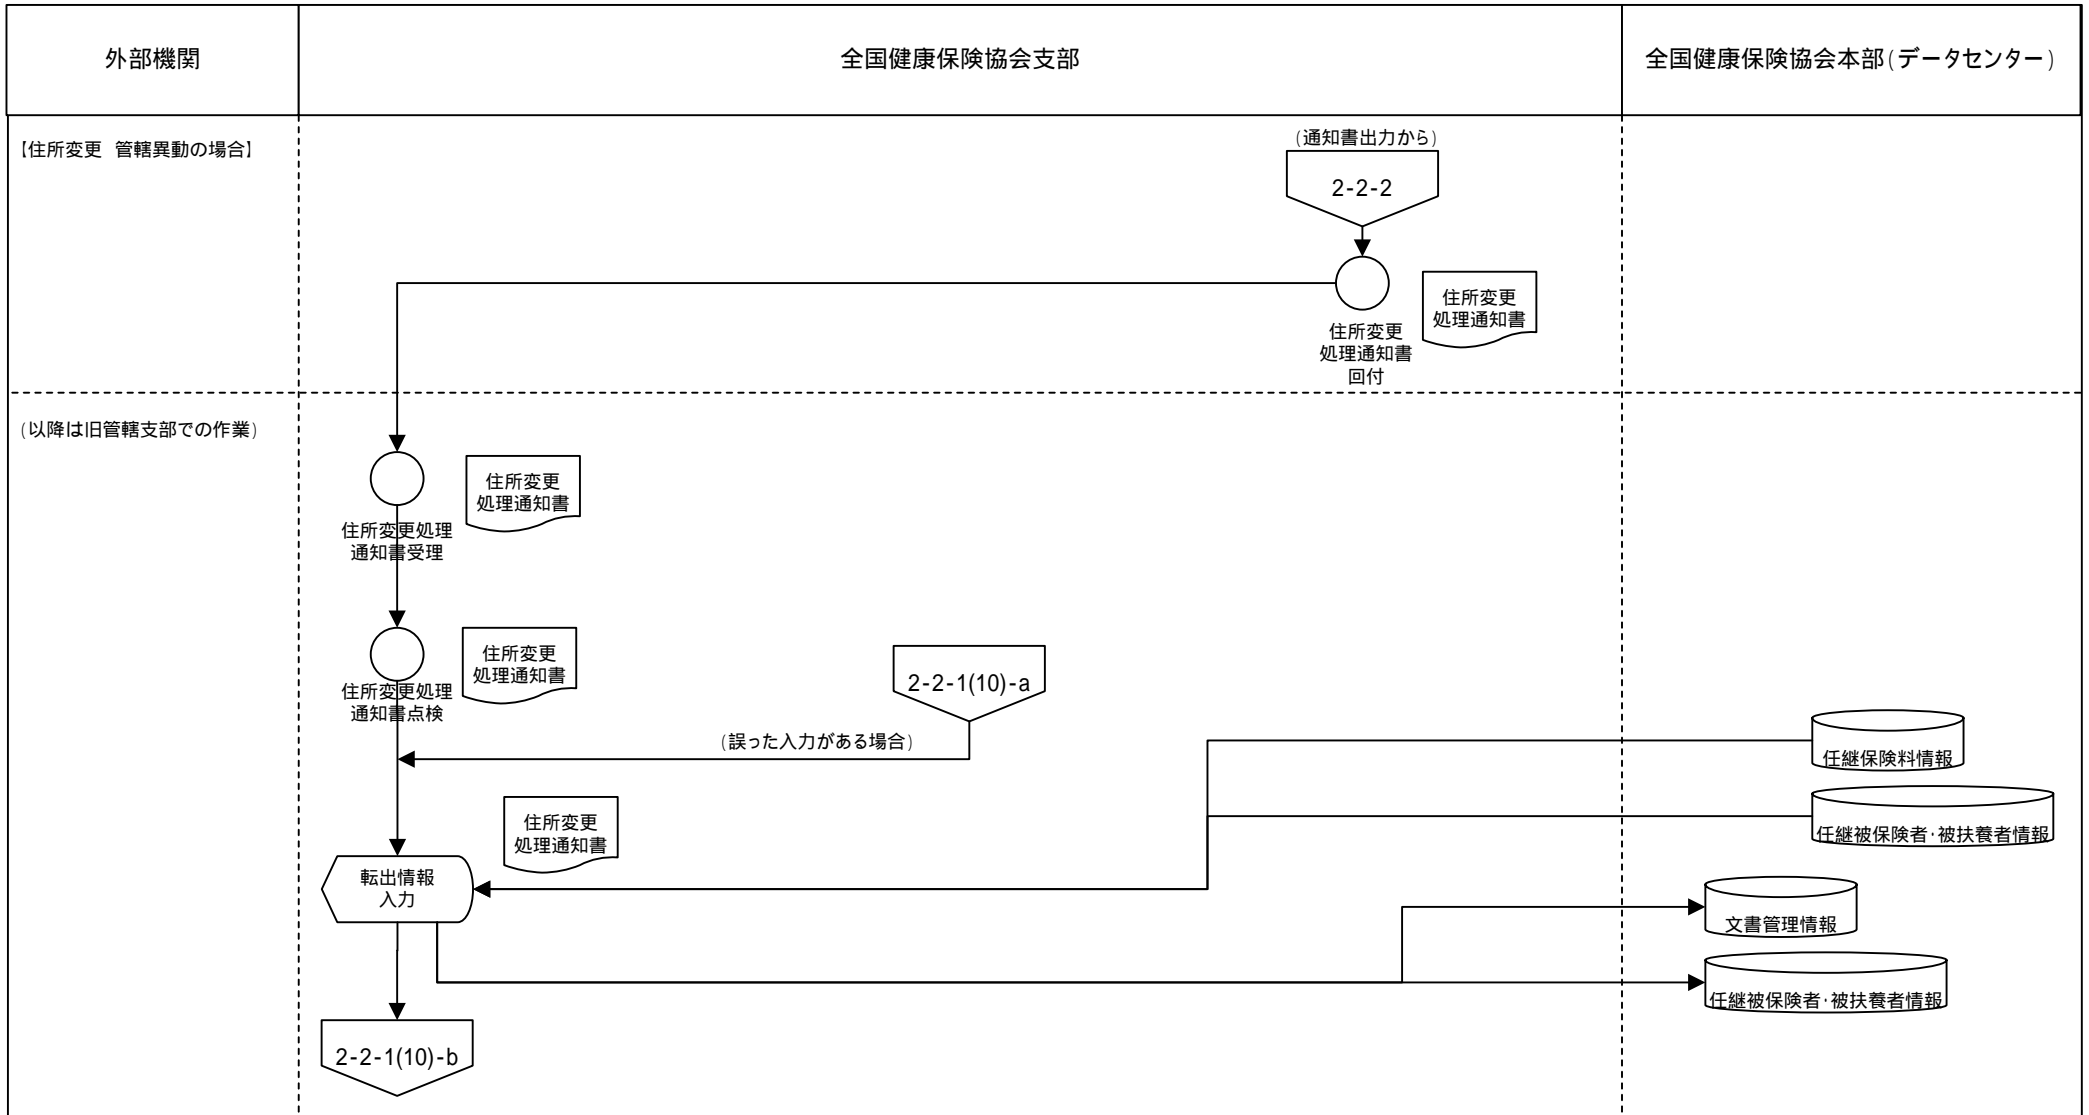 外部機関
全国健康保険協会支部
全国健康保険協会本部(データセンター)
【住所変更 管轄異動の場合】
(通知書出力から)
2-2-2
住所変更
処理通知書
住所変更
処理通知書
回付
(以降は旧管轄支部での作業)
住所変更
処理通知書
住所変更処理
通知書受理
住所変更
処理通知書
住所変更処理
通知書点検
2-2-1(10)-a
(誤った入力がある場合)
任継保険料情報
住所変更
処理通知書
任継被保険者・被扶養者情報
転出情報
入力
文書管理情報
任継被保険者・被扶養者情報
2-2-1(10)-b